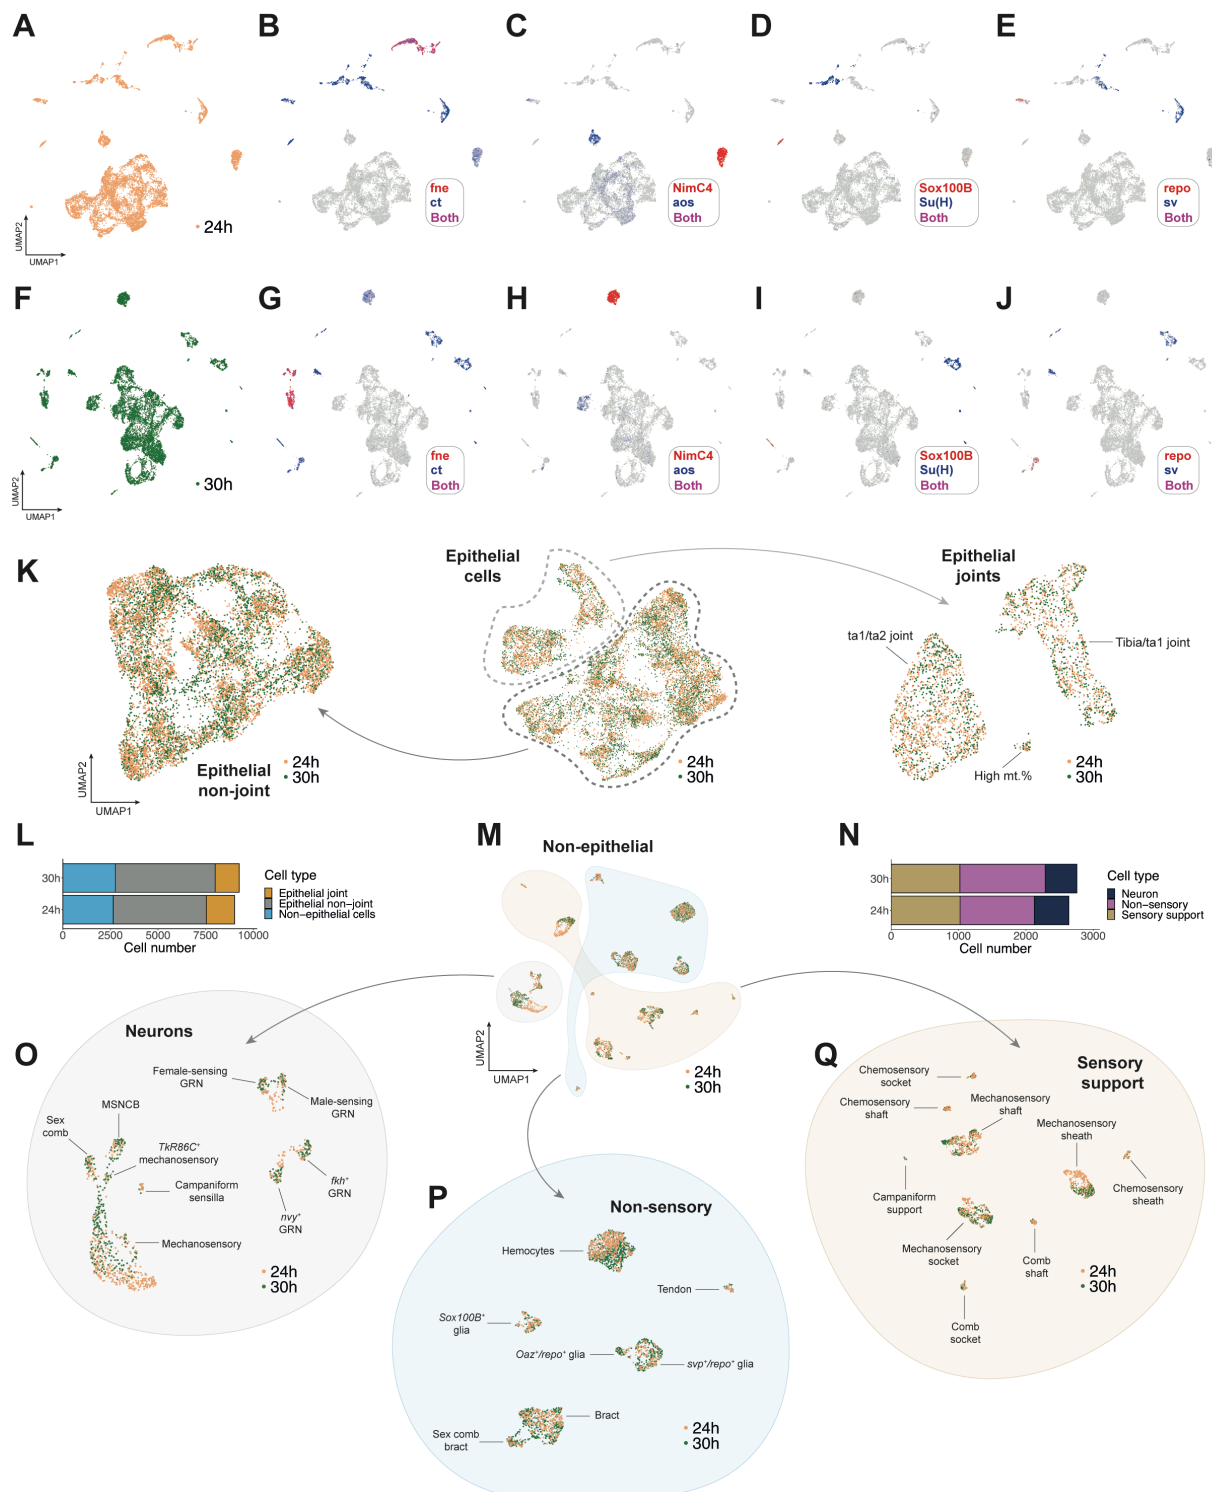 A
B
C
D
E
fne
ct
Both
NimC4
aos
Both
Sox100B
Su(H)
Both
repo
sv
Both
24h
UMAP2
UMAP1
F
G
H
I
J
fne
ct
Both
NimC4
aos
Both
Sox100B
Su(H)
Both
repo
sv
Both
30h
UMAP2
UMAP1
K
Epithelial
cells
Epithelial
joints
ta1/ta2 joint
Tibia/ta1 joint
High mt.%
24h
30h
24h
30h
24h
30h
Epithelial
non-joint
UMAP2
UMAP1
L
30h
24h
0
2500
5000
7500
10000
Cell number
Cell type
Epithelial joint
Epithelial non-joint
Non-epithelial cells
M
Non-epithelial
UMAP2
UMAP1
24h
30h
N
30h
24h
0
1000
2000
3000
Cell number
Cell type
Neuron
Non-sensory
Sensory support
O
Neurons
Female-sensing
GRN
Male-sensing
GRN
MSNCB
Sex
comb
TkR86C+
mechanosensory
Campaniform
sensilla
fkh+
GRN
nvy+
GRN
Mechanosensory
24h
30h
P
Non-sensory
Hemocytes
Tendon
Sox100B+
glia
Oaz+/repo+ glia
svp+/repo+ glia
Bract
Sex comb
bract
24h
30h
Q
Sensory
support
Chemosensory
socket
Chemosensory
shaft
Mechanosensory
shaft
Mechanosensory
sheath
Campaniform
support
Chemosensory
sheath
Mechanosensory
socket
Comb
shaft
Comb
socket
24h
30h